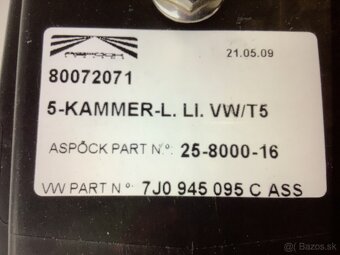 21.05.09
80072071
5-KAMMER-L. LI. VW/T5
ASPÖCK PART N.º: 25-8000-16
VW PART N º: 7J0 945 095 C ASS
bazar.sk